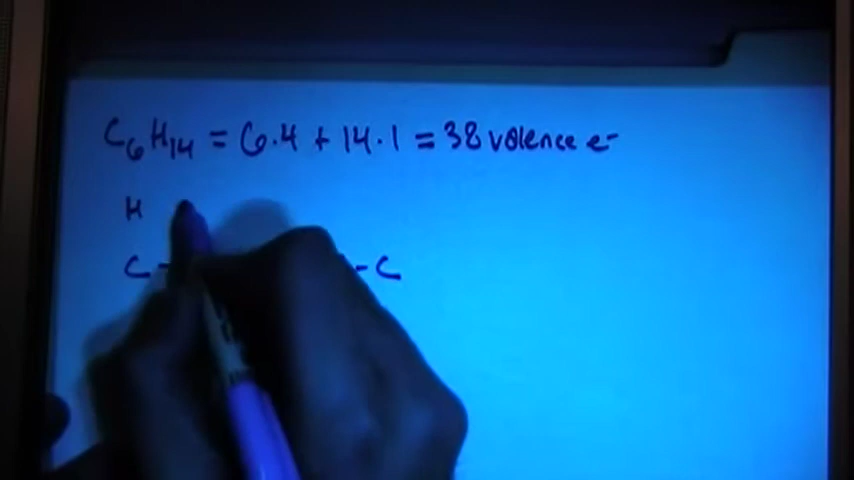 C6H14 = 6.4 + 14.1 = 38 valence e-
H
C - - C